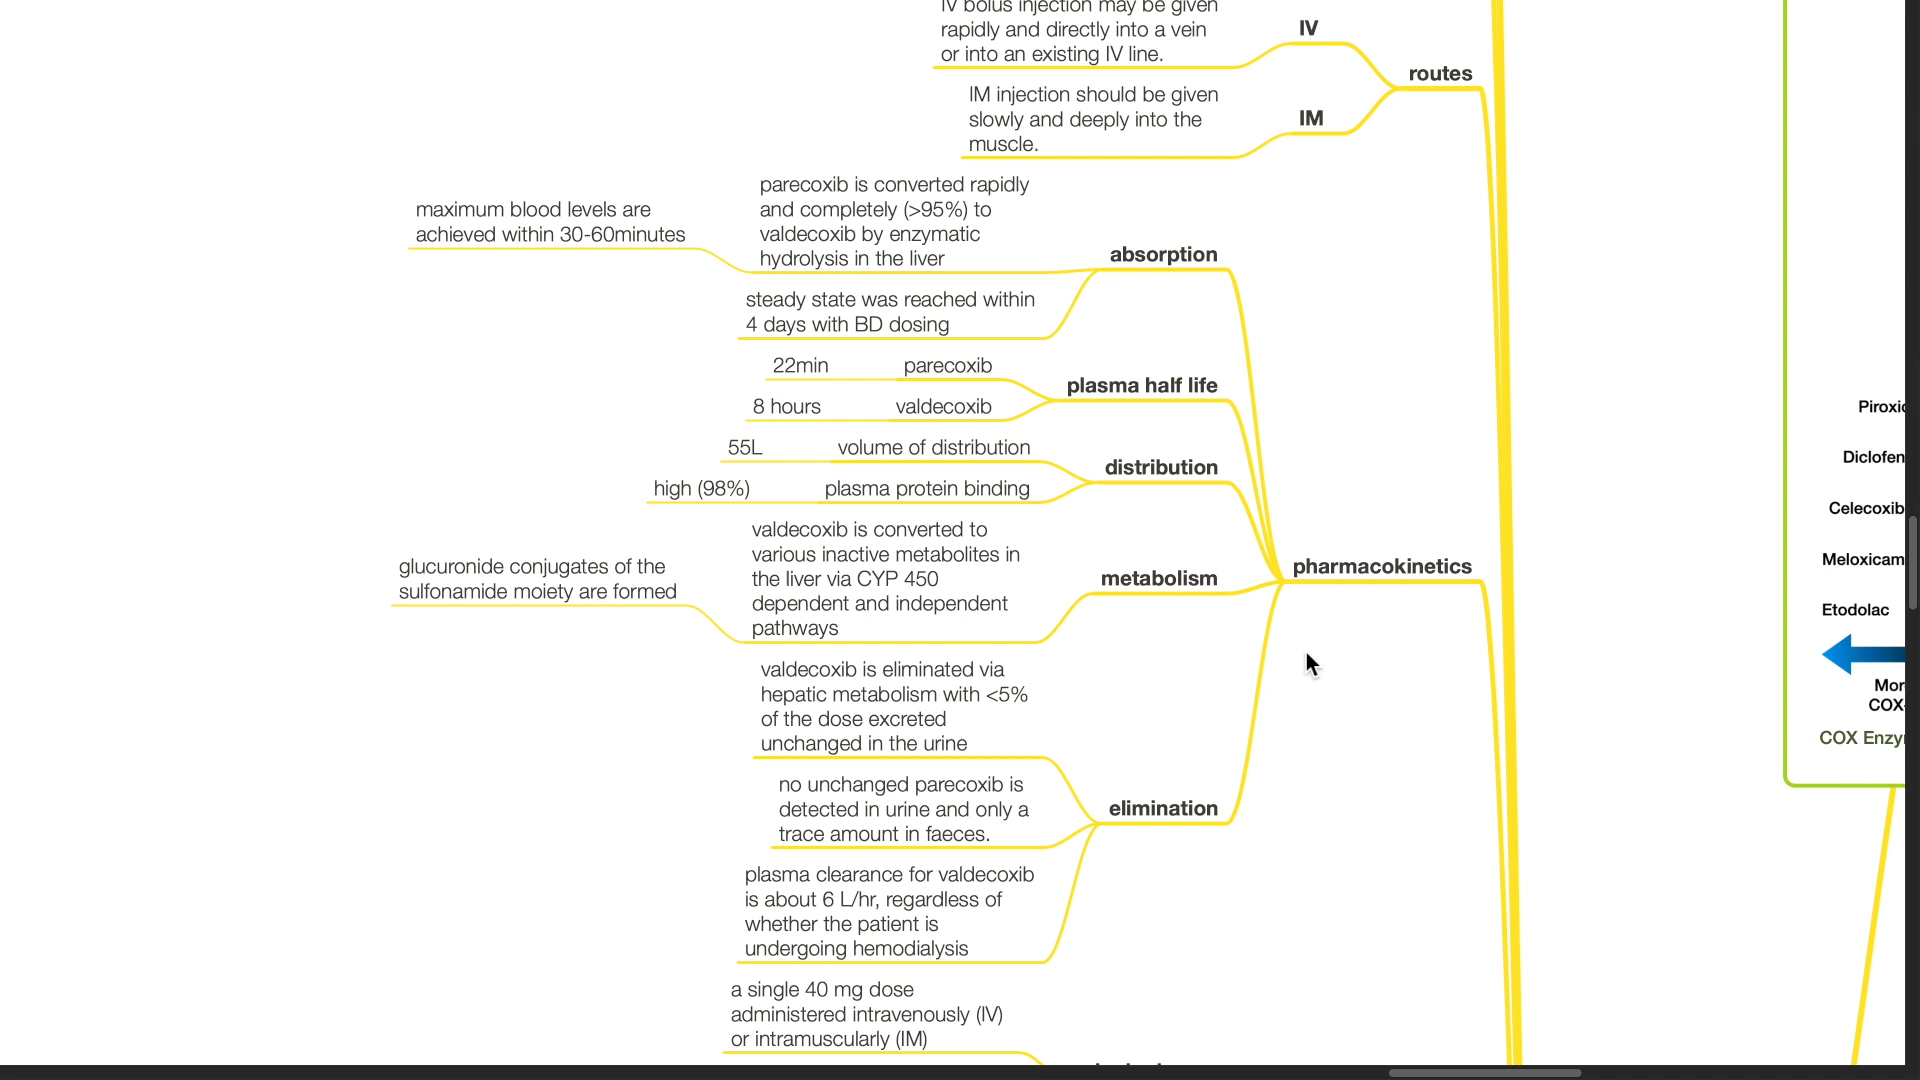 IV bolus injection may be given
rapidly and directly into a vein
or into an existing IV line.
IV
routes
IM injection should be given
slowly and deeply into the
muscle.
IM
maximum blood levels are
achieved within 30-60minutes
parecoxib is converted rapidly
and completely (>95%) to
valdecoxib by enzymatic
hydrolysis in the liver
absorption
steady state was reached within
4 days with BD dosing
22min
parecoxib
plasma half life
8 hours
valdecoxib
55L
volume of distribution
distribution
high (98%)
plasma protein binding
glucuronide conjugates of the
sulfonamide moiety are formed
valdecoxib is converted to
various inactive metabolites in
the liver via CYP 450
dependent and independent
pathways
metabolism
pharmacokinetics
valdecoxib is eliminated via
hepatic metabolism with <5%
of the dose excreted
unchanged in the urine
no unchanged parecoxib is
detected in urine and only a
trace amount in faeces.
elimination
plasma clearance for valdecoxib
is about 6 L/hr, regardless of
whether the patient is
undergoing hemodialysis
a single 40 mg dose
administered intravenously (IV)
or intramuscularly (IM)
Celecoxib
Meloxicam
Etodolac
COX